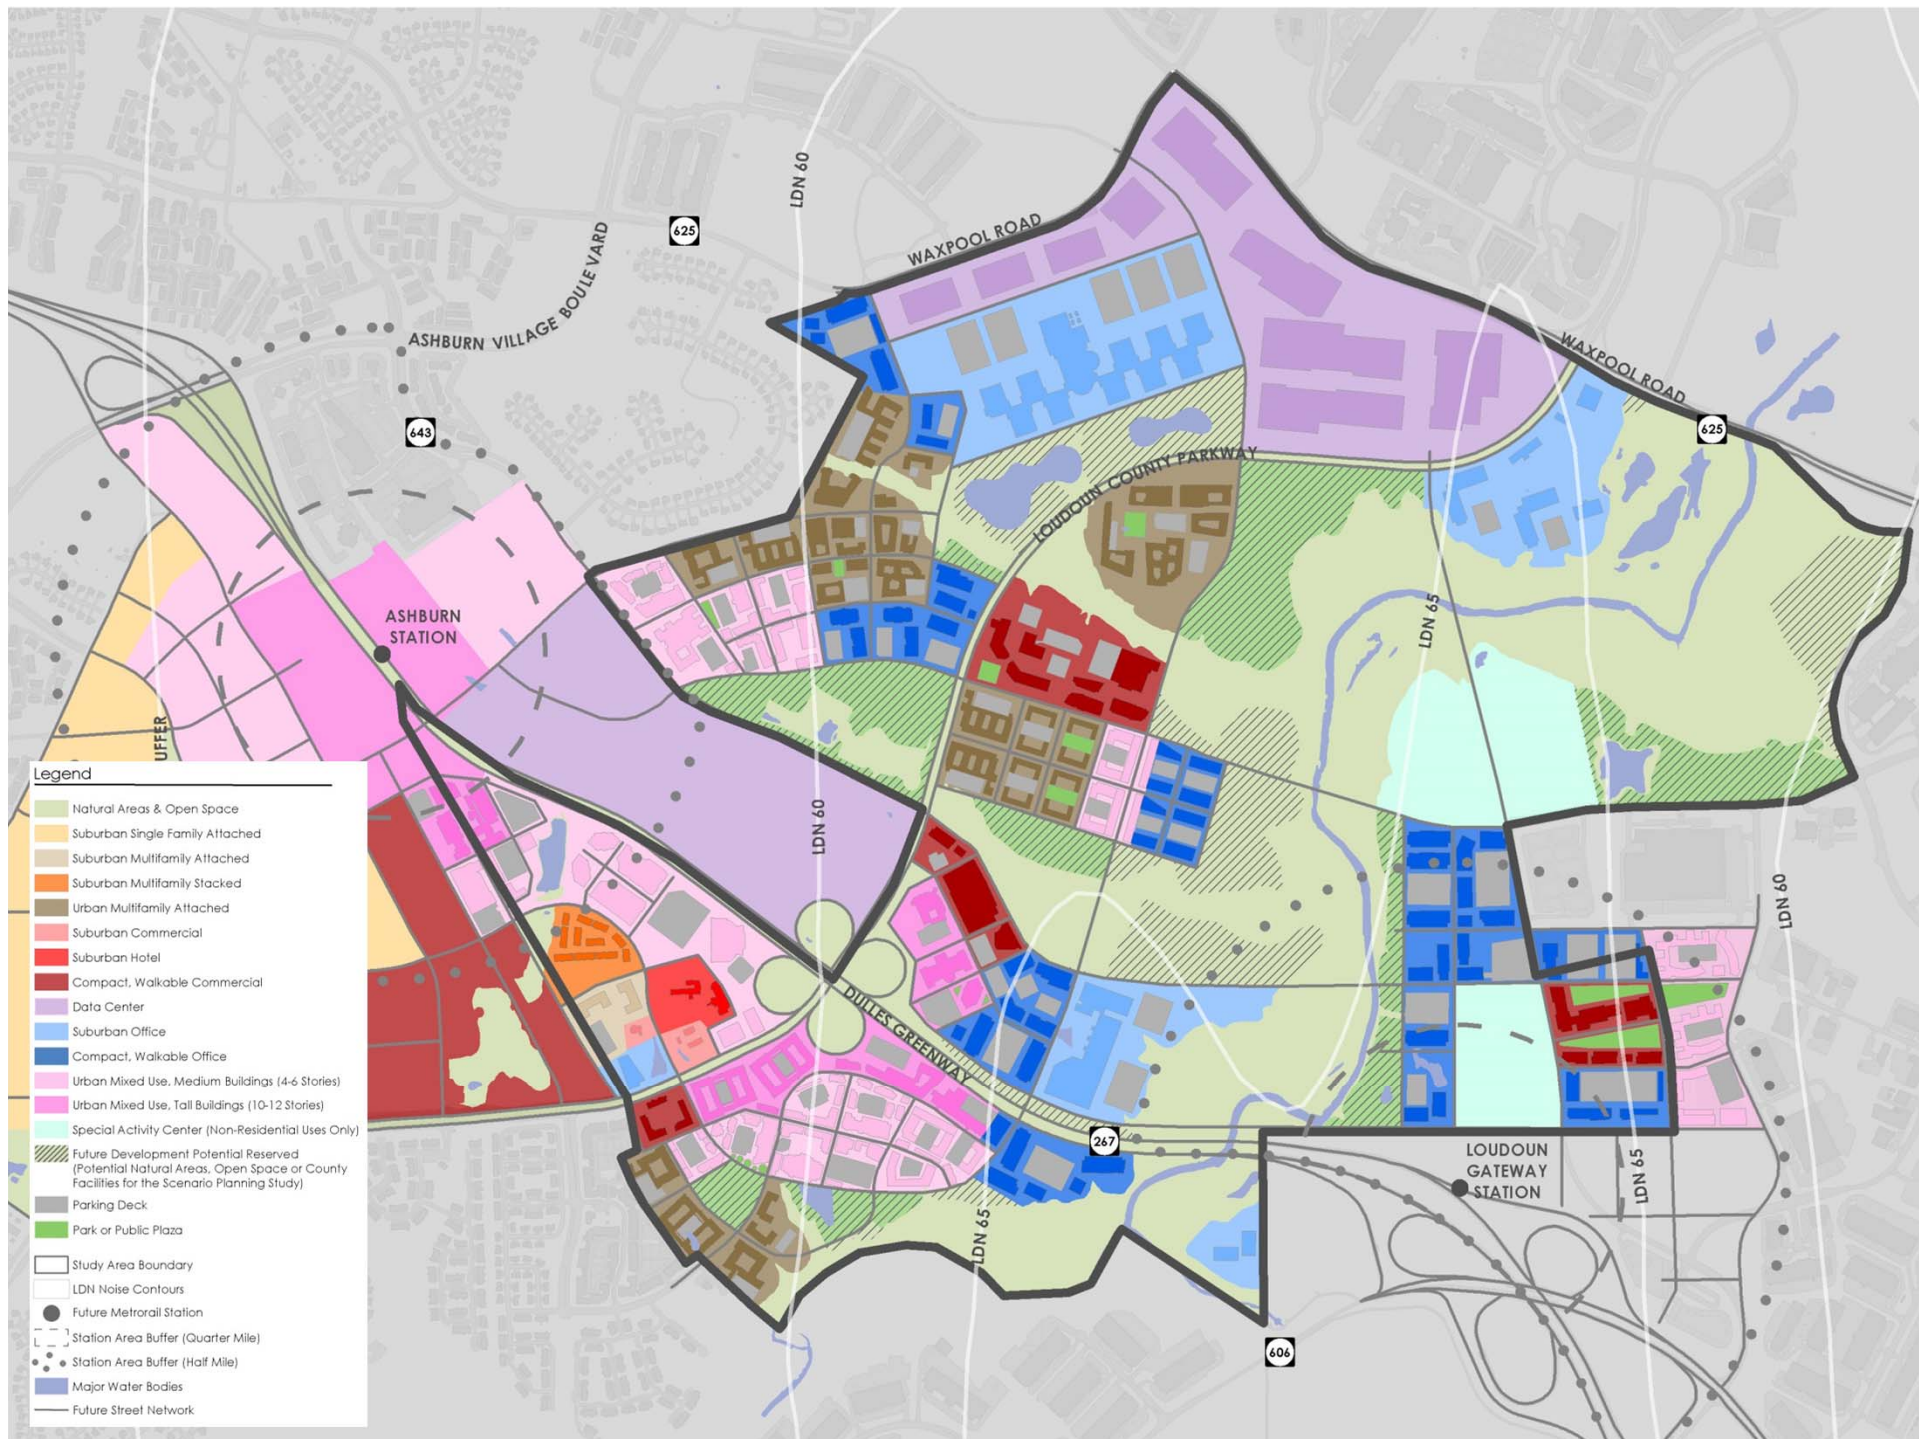 LDN 60
625
WAXPOOL ROAD
ASHBURN VILLAGE BOULEVARD
WAXPOOL ROAD
643
625
LOUDOUN COUNTY PARKWAY
ASHBURN
STATION
LDN 65
UFFER
LDN 60
LDN 60
DULLES GREENWAY
267
LOUDOUN
GATEWAY
STATION
LDN 65
LDN 65
606
Legend
Natural Areas & Open Space
Suburban Single Family Attached
Suburban Multifamily Attached
Suburban Multifamily Stacked
Urban Multifamily Attached
Suburban Commercial
Suburban Hotel
Compact, Walkable Commercial
Data Center
Suburban Office
Compact, Walkable Office
Urban Mixed Use, Medium Buildings (4-6 Stories)
Urban Mixed Use, Tall Buildings (10-12 Stories)
Special Activity Center (Non-Residential Uses Only)
Future Development Potential Reserved
(Potential Natural Areas, Open Space or County
Facilities for the Scenario Planning Study)
Parking Deck
Park or Public Plaza
Study Area Boundary
LDN Noise Contours
Future Metrorail Station
Station Area Buffer (Quarter Mile)
Station Area Buffer (Half Mile)
Major Water Bodies
Future Street Network